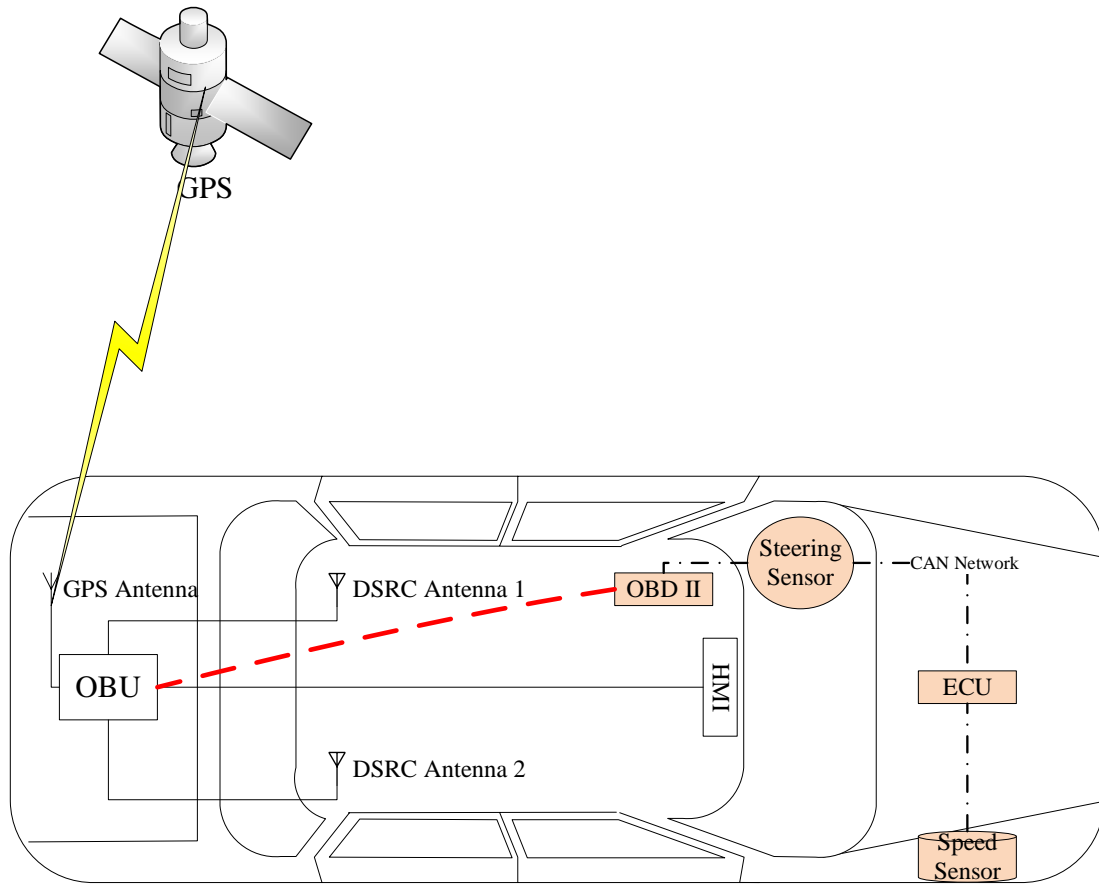 GPS
GPS Antenna
DSRC Antenna 1
OBD II
Steering
Sensor
CAN Network
OBU
HMI
ECU
DSRC Antenna 2
Speed
Sensor